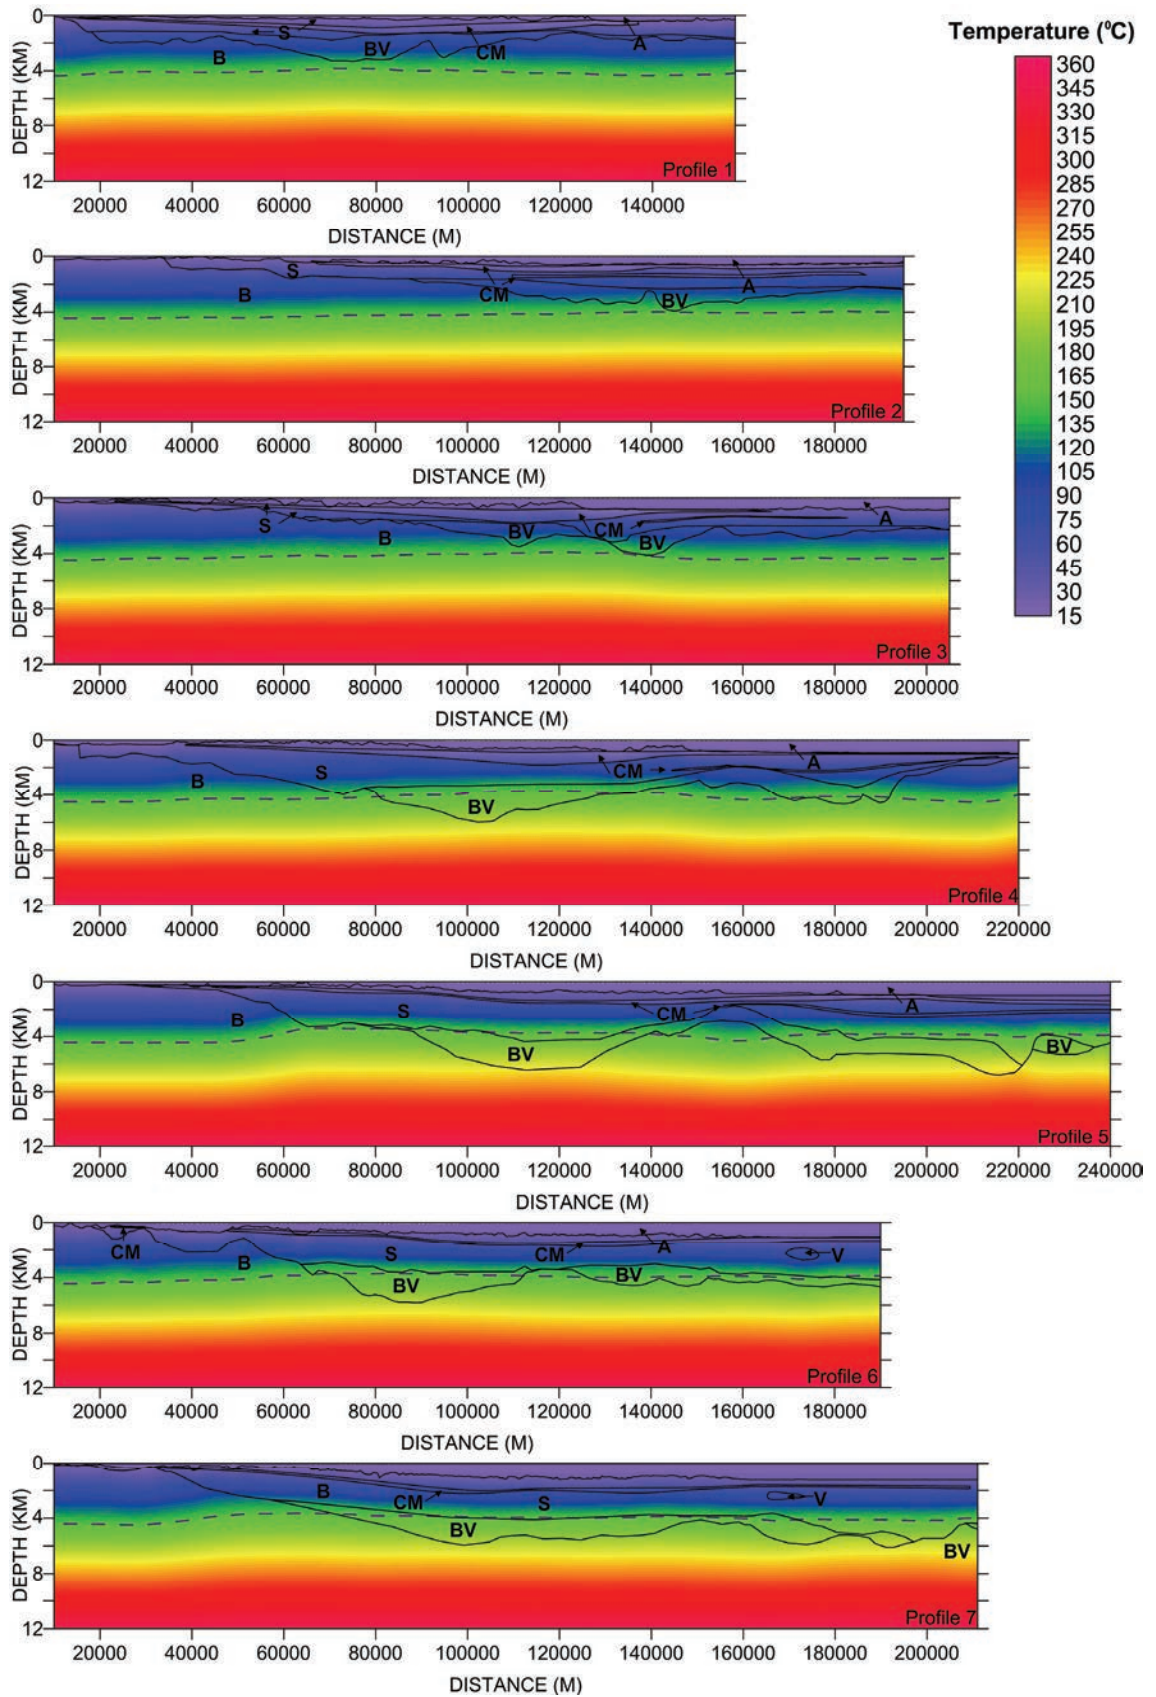 Temperature (⁰C)
360
345
330
315
300
285
270
255
240
225
210
195
180
165
150
135
120
105
90
75
60
45
30
15
DEPTH (KM)
0
4
8
12
S
A
BV
B
CM
Profile 1
20000 40000 60000 80000 100000 120000 140000
DISTANCE (M)
DEPTH (KM)
0
4
8
12
S
B
CM
A
BV
Profile 2
20000 40000 60000 80000 100000 120000 140000 160000 180000
DISTANCE (M)
DEPTH (KM)
0
4
8
12
S
B
BV
CM
BV
A
Profile 3
20000 40000 60000 80000 100000 120000 140000 160000 180000 200000
DISTANCE (M)
DEPTH (KM)
0
4
8
12
B
S
CM
A
BV
Profile 4
20000 40000 60000 80000 100000 120000 140000 160000 180000 200000 220000
DISTANCE (M)
DEPTH (KM)
0
4
8
12
B
S
CM
A
BV
BV
Profile 5
20000 40000 60000 80000 100000 120000 140000 160000 180000 200000 220000 240000
DISTANCE (M)
DEPTH (KM)
0
4
8
12
CM
B
S
CM
A
V
BV
BV
Profile 6
20000 40000 60000 80000 100000 120000 140000 160000 180000
DISTANCE (M)
DEPTH (KM)
0
4
8
12
B
CM
S
V
BV
BV
Profile 7
20000 40000 60000 80000 100000 120000 140000 160000 180000 200000
DISTANCE (M)